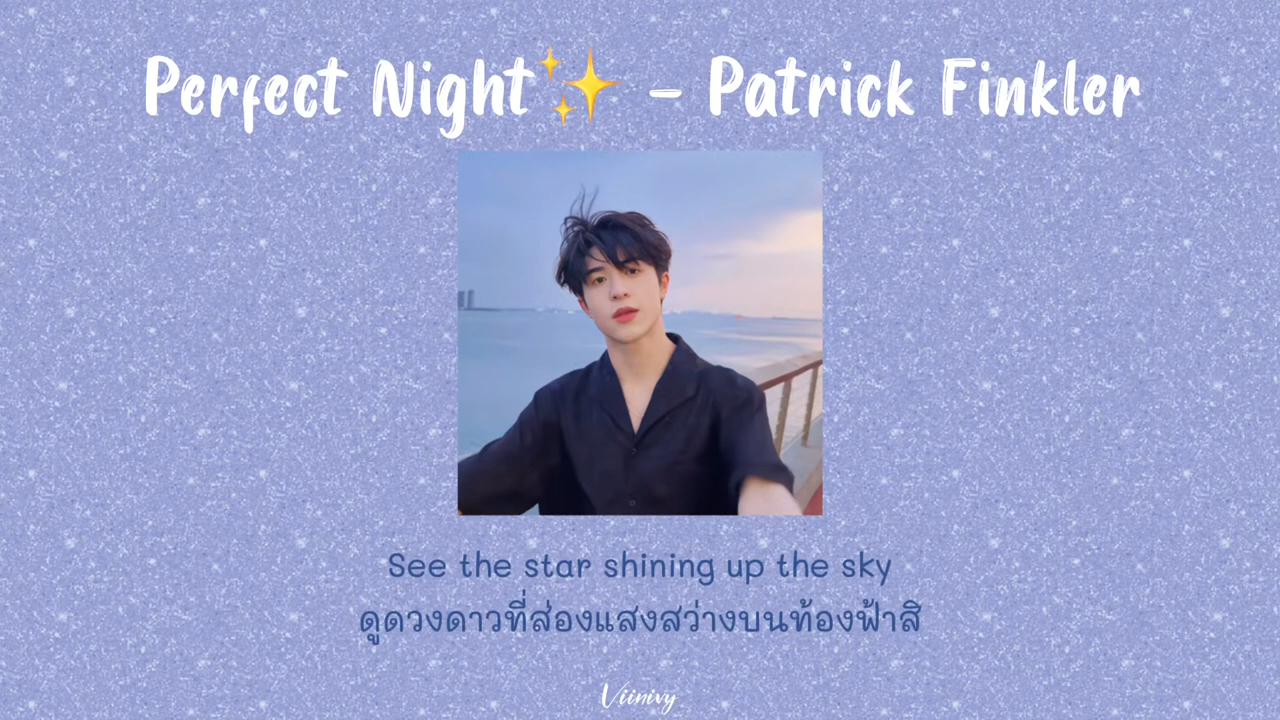 Perfect Night✨ - Patrick Finkler
See the star shining up the sky
ดูดวงดาวที่ส่องแสงสว่างบนท้องฟ้าสิ
Viinivy